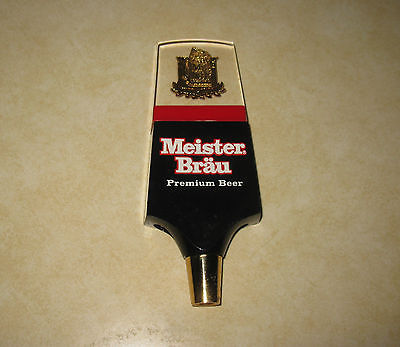 Meister
Bräu
Premium Beer